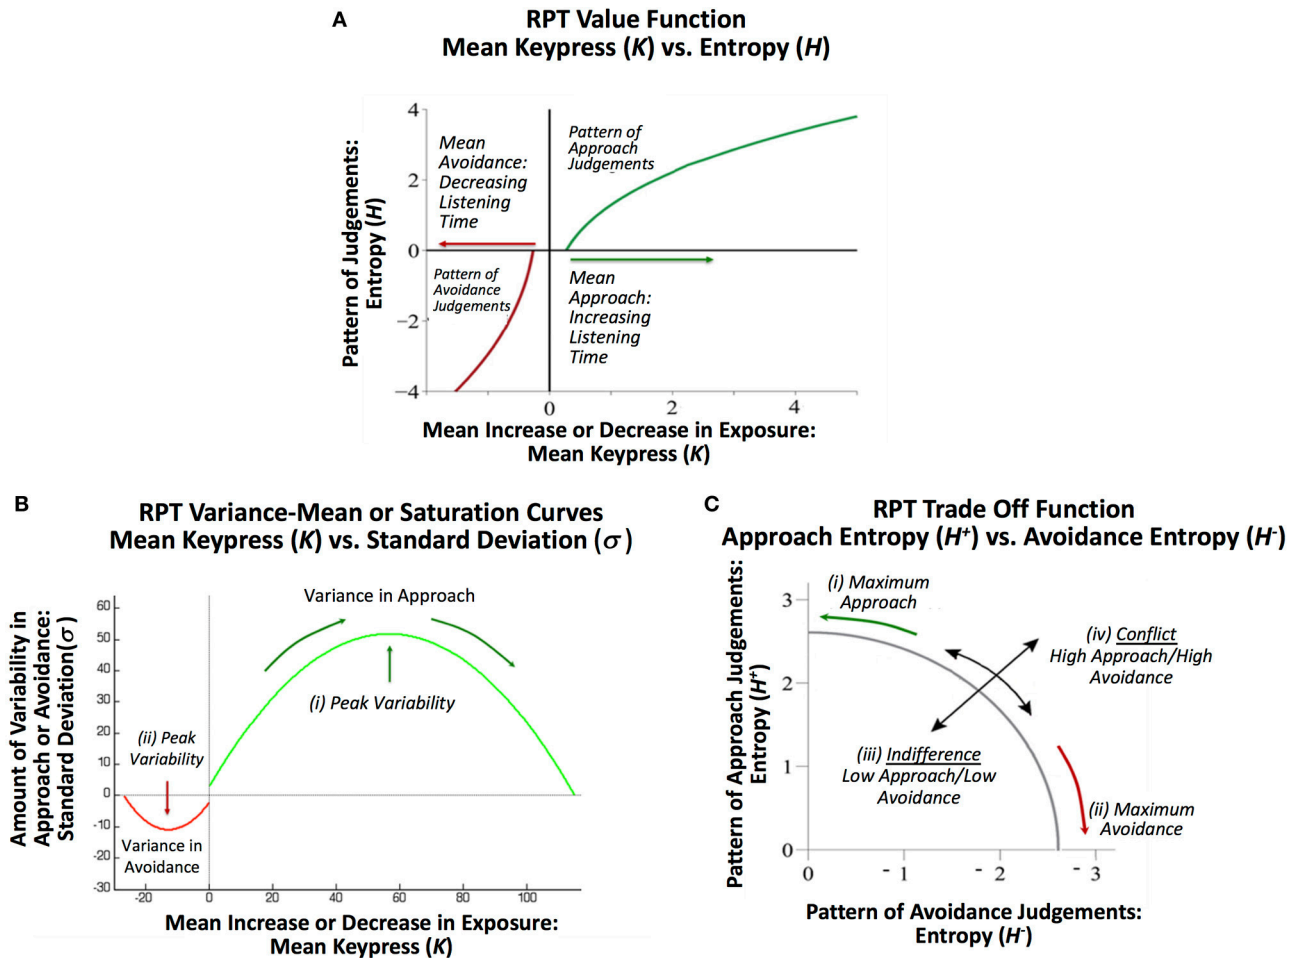 A
RPT Value Function
Mean Keypress (K) vs. Entropy (H)
Pattern of Judgements:
Entropy (H)
4
2
0
−2
−4
Mean
Avoidance:
Decreasing
Listening
Time
Pattern of
Approach
Judgements
Pattern of
Avoidance
Judgements
Mean
Approach:
Increasing
Listening
Time
0
2
4
Mean Increase or Decrease in Exposure:
Mean Keypress (K)
B
RPT Variance-Mean or Saturation Curves
Mean Keypress (K) vs. Standard Deviation (σ)
Amount of Variability in
Approach or Avoidance:
Standard Deviation(σ)
60
50
40
30
20
10
0
-10
-20
-30
Variance in Approach
(i) Peak Variability
(ii) Peak
Variability
Variance in
Avoidance
-20
0
20
40
60
80
100
Mean Increase or Decrease in Exposure:
Mean Keypress (K)
C
RPT Trade Off Function
Approach Entropy (H+) vs. Avoidance Entropy (H-)
Pattern of Approach Judgements:
Entropy (H+)
3
2
1
0
(i) Maximum
Approach
(iv) Conflict
High Approach/High
Avoidance
(iii) Indifference
Low Approach/Low
Avoidance
(ii) Maximum
Avoidance
0
- 1
- 2
- 3
Pattern of Avoidance Judgements:
Entropy (H-)